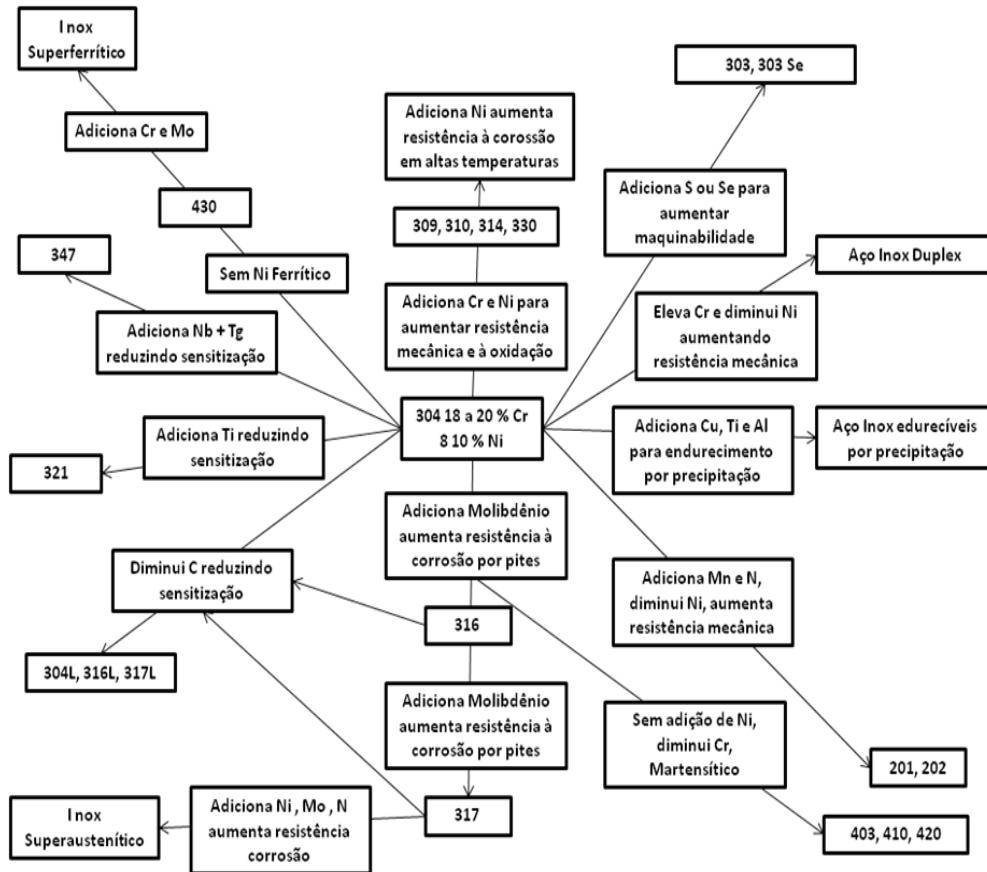 I nox
Superferrítico
303, 303 Se
Adiciona Ni aumenta
resistência à corossão
em altas temperaturas
Adiciona Cr e Mo
Adiciona S ou Se para
aumentar
maquinabilidade
430
309, 310, 314, 330
347
Sem Ni Ferrítico
Aço Inox Duplex
Adiciona Nb + Tg
reduzindo sensitização
Adiciona Cr e Ni para
aumentar resistência
mecânica e à oxidação
Eleva Cr e diminui Ni
aumentando
resistência mecânica
304 18 a 20 % Cr
8 10 % Ni
Adiciona Ti reduzindo
sensitização
Adiciona Cu, Ti e Al
para endurecimento
por precipitação
Aço Inox edurecíveis
por precipitação
321
Adiciona Molibdênio
aumenta resistência à
corrosão por pites
Diminui C reduzindo
sensitização
Adiciona Mn e N,
diminui Ni, aumenta
resistência mecânica
316
304L, 316L, 317L
Adiciona Molibdênio
aumenta resistência à
corrosão por pites
Sem adição de Ni,
diminui Cr,
Martensítico
201, 202
I nox
Superaustenítico
Adiciona Ni , Mo , N
aumenta resistência
corrosão
317
403, 410, 420